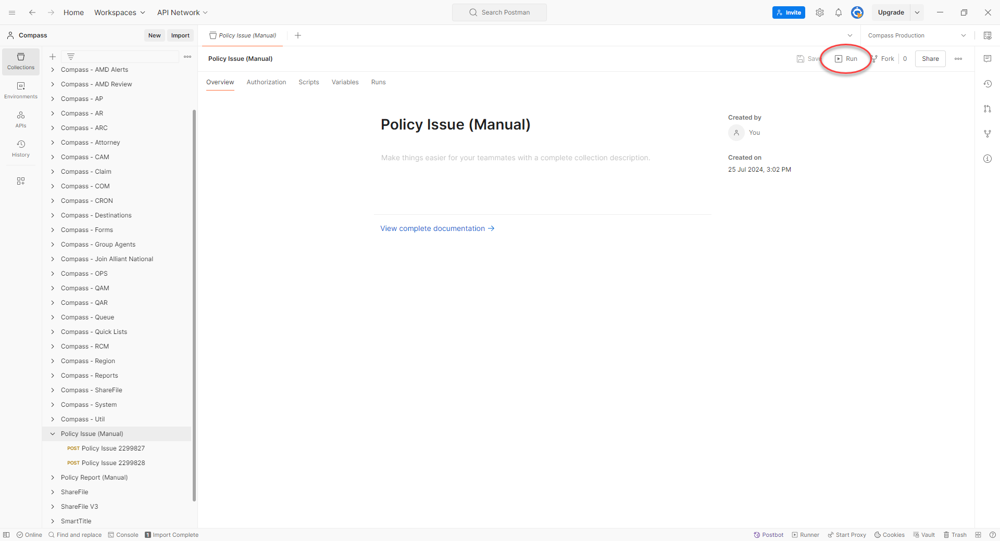 Home Workspaces API Network Search Postman Invite Upgrade
Compass New Import Policy Issue (Manual) Compass Production
Policy Issue (Manual) Save Run Fork 0 Share
Overview Authorization Scripts Variables Runs
Collections
Environments
APIs
History
Compass - AMD Alerts
Compass - AMD Review
Compass - AP
Compass - AR
Compass - ARC
Compass - Attorney
Compass - CAM
Compass - Claim
Compass - COM
Compass - CRON
Compass - Destinations
Compass - Forms
Compass - Group Agents
Compass - Join Alliant National
Compass - OPS
Compass - QAM
Compass - QAR
Compass - Queue
Compass - Quick Lists
Compass - RCM
Compass - Region
Compass - Reports
Compass - ShareFile
Compass - System
Compass - Util
Policy Issue (Manual)
POST Policy Issue 2299827
POST Policy Issue 2299828
Policy Report (Manual)
ShareFile
ShareFile V3
SmartTitle
Policy Issue (Manual)
Make things easier for your teammates with a complete collection description.
View complete documentation →
Created by
You
Created on
25 Jul 2024, 3:02 PM
Online Find and replace Console 1 Import Complete Postbot Runner Start Proxy Cookies Vault Trash